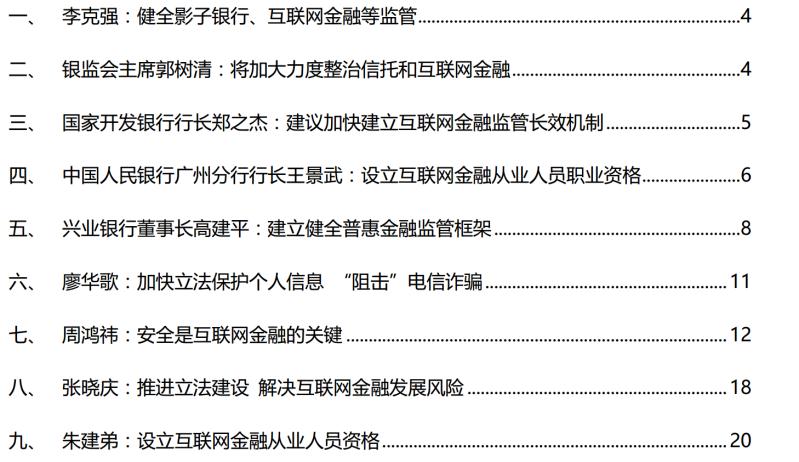 一、 李克强：健全影子银行、互联网金融等监管................................................................4
二、 银监会主席郭树清：将加大力度整治信托和互联网金融..............................................4
三、 国家开发银行行长郑之杰：建议加快建立互联网金融监管长效机制...........................5
四、 中国人民银行广州分行行长王景武：设立互联网金融从业人员职业资格....................6
五、 兴业银行董事长高建平：建立健全普惠金融监管框架.................................................8
六、 廖华歌：加快立法保护个人信息 “阻击”电信诈骗................................................11
七、 周鸿祎：安全是互联网金融的关键...........................................................................12
八、 张晓庆：推进立法建设 解决互联网金融发展风险...................................................18
九、 朱建弟：设立互联网金融从业人员资格....................................................................20